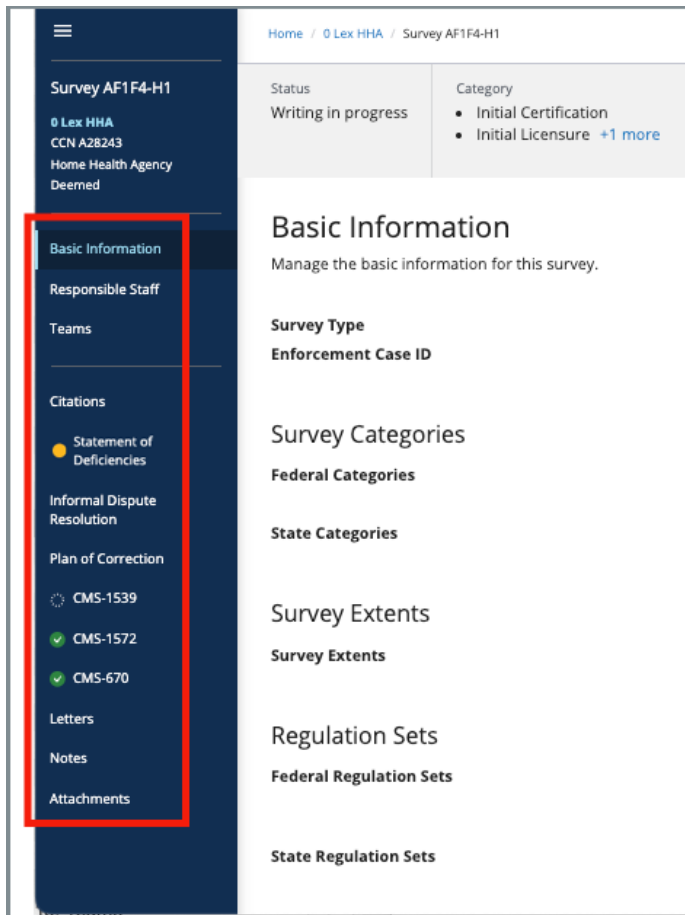 Survey AF1F4-H1
0 Lex HHA
CCN A28243
Home Health Agency
Deemed
Basic Information
Responsible Staff
Teams
Citations
Statement of
Deficiencies
Informal Dispute
Resolution
Plan of Correction
CMS-1539
CMS-1572
CMS-670
Letters
Notes
Attachments
Home / 0 Lex HHA / Survey AF1F4-H1
Status
Writing in progress
Category
• Initial Certification
• Initial Licensure +1 more
Basic Information
Manage the basic information for this survey.
Survey Type
Enforcement Case ID
Survey Categories
Federal Categories
State Categories
Survey Extents
Survey Extents
Regulation Sets
Federal Regulation Sets
State Regulation Sets